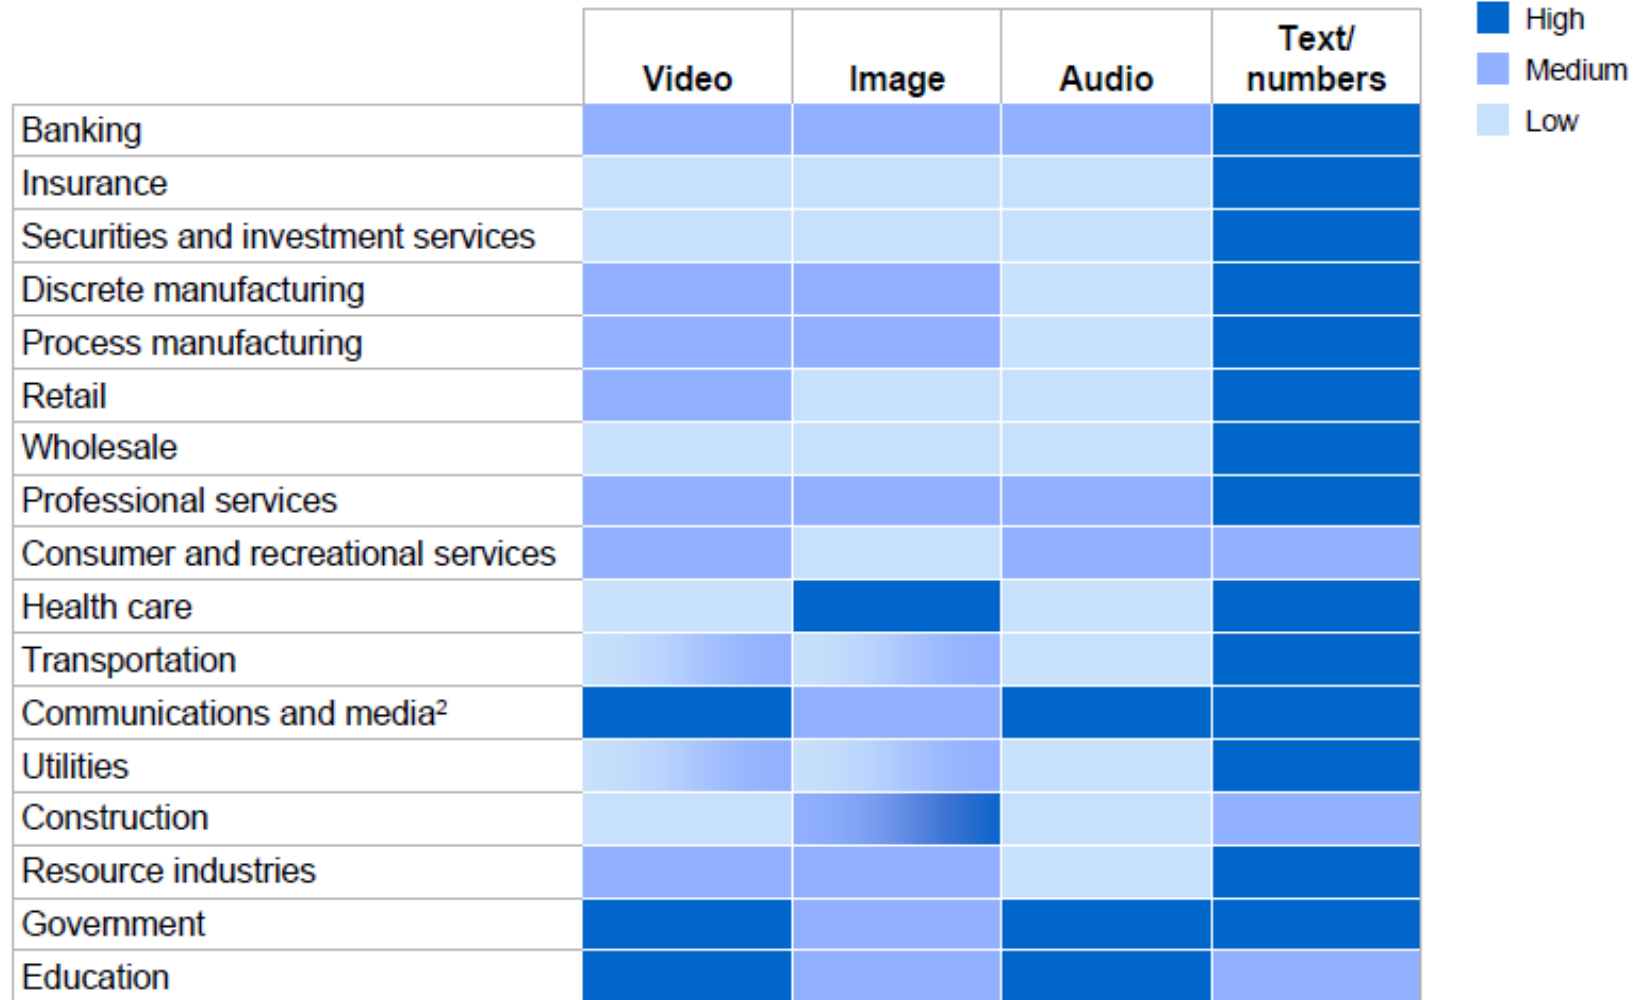 Video Image Audio Text/
numbers
High
Medium
Low
Banking
Insurance
Securities and investment services
Discrete manufacturing
Process manufacturing
Retail
Wholesale
Professional services
Consumer and recreational services
Health care
Transportation
Communications and media²
Utilities
Construction
Resource industries
Government
Education